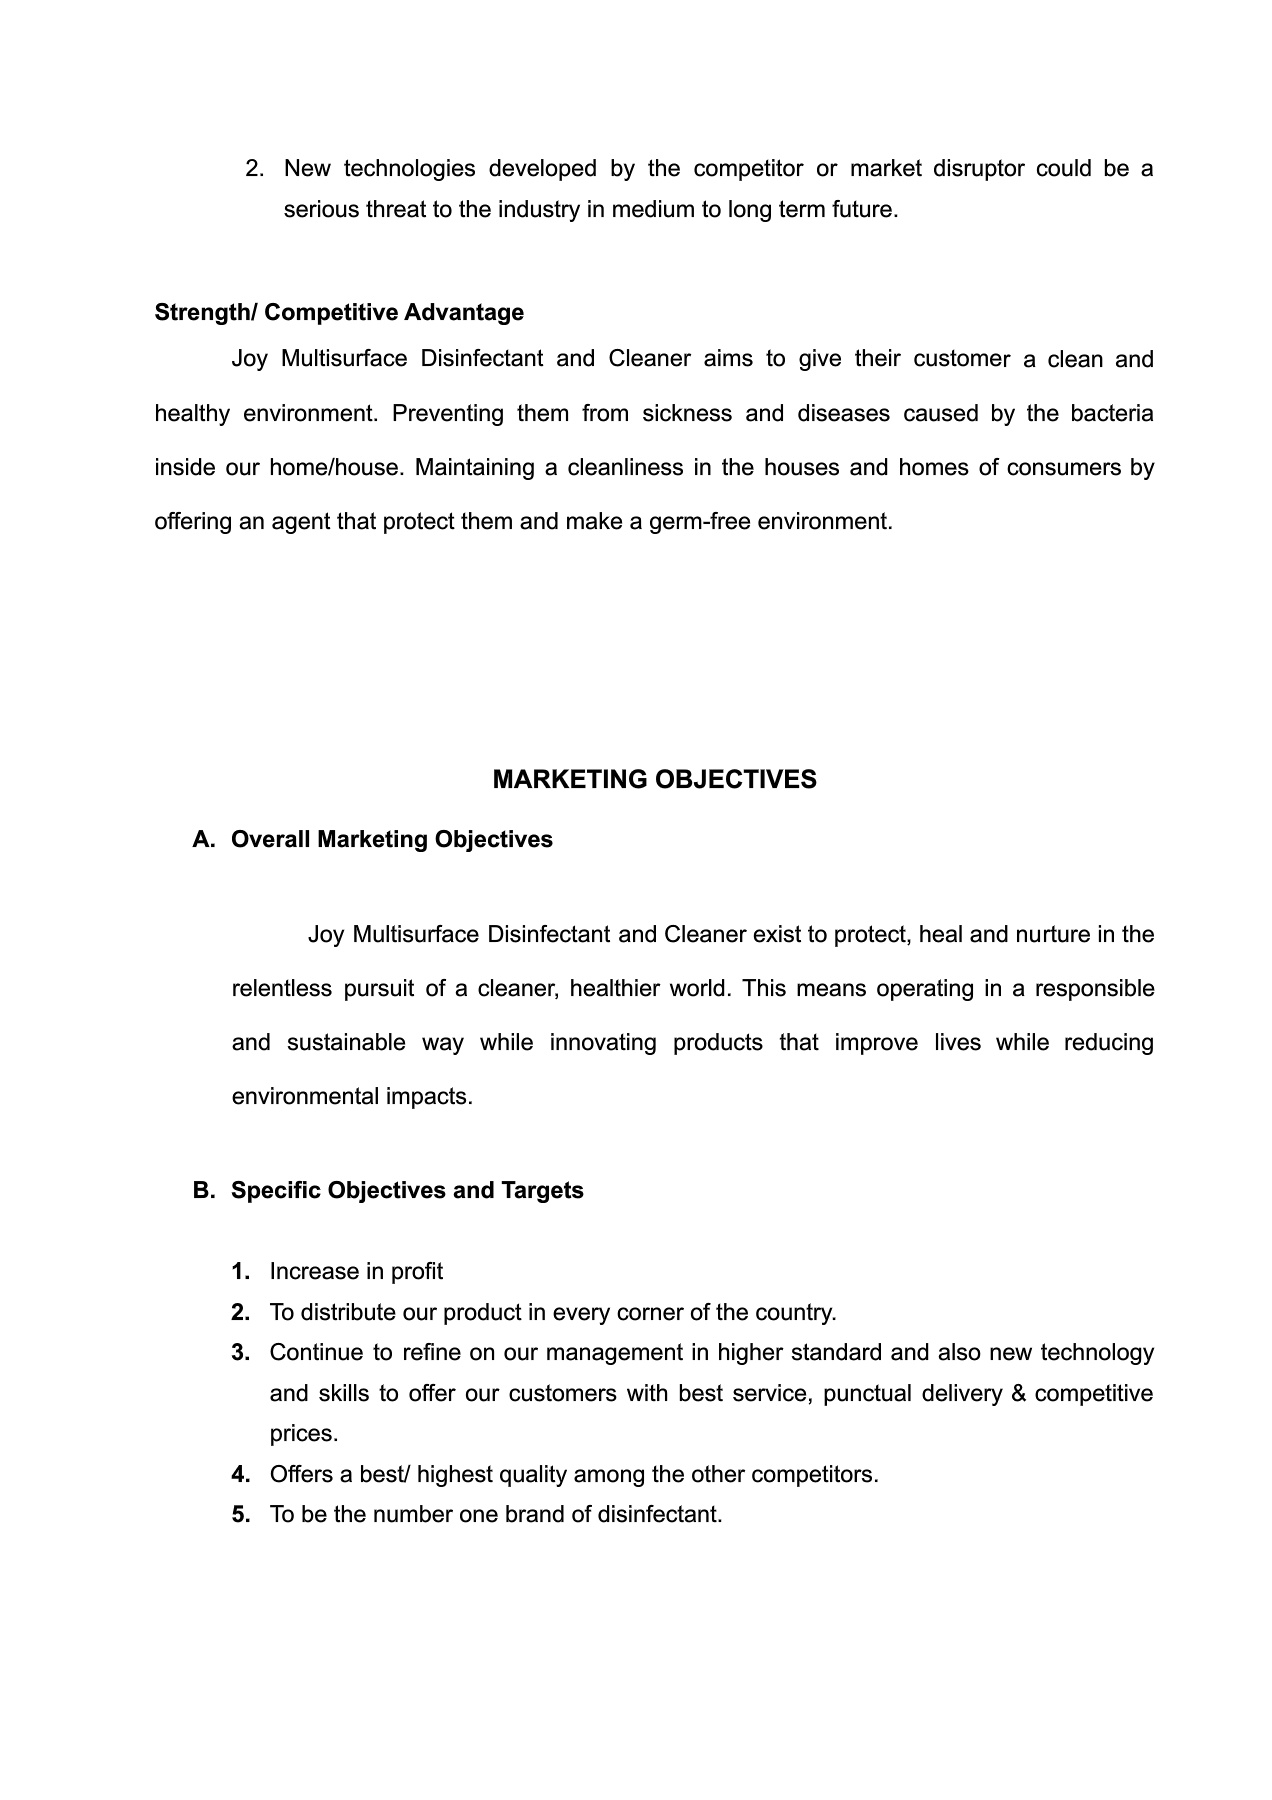 2. New technologies developed by the competitor or market disruptor could be a
serious threat to the industry in medium to long term future.
Strength/ Competitive Advantage
Joy Multisurface Disinfectant and Cleaner aims to give their customer a clean and
healthy environment. Preventing them from sickness and diseases caused by the bacteria
inside our home/house. Maintaining a cleanliness in the houses and homes of consumers by
offering an agent that protect them and make a germ-free environment.
MARKETING OBJECTIVES
A. Overall Marketing Objectives
Joy Multisurface Disinfectant and Cleaner exist to protect, heal and nurture in the
relentless pursuit of a cleaner, healthier world. This means operating in a responsible
and sustainable way while innovating products that improve lives while reducing
environmental impacts.
B. Specific Objectives and Targets
1. Increase in profit
2. To distribute our product in every corner of the country.
3. Continue to refine on our management in higher standard and also new technology
and skills to offer our customers with best service, punctual delivery & competitive
prices.
4. Offers a best/ highest quality among the other competitors.
5. To be the number one brand of disinfectant.